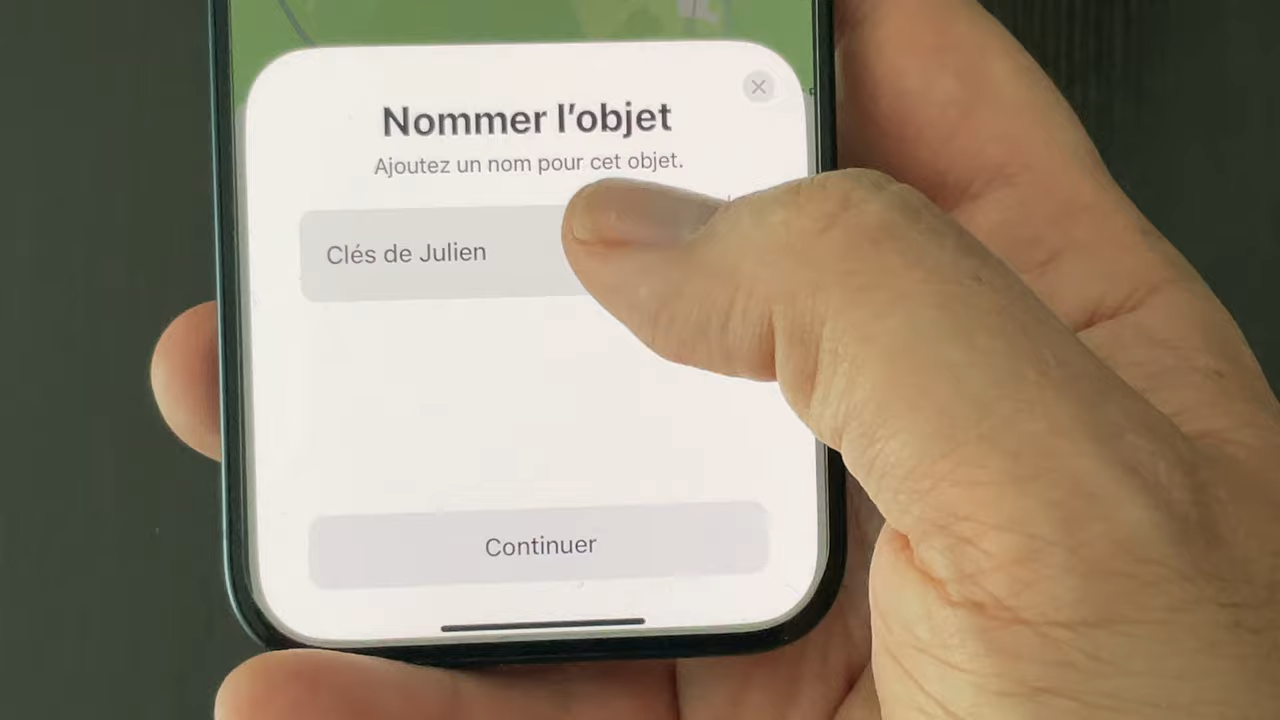 Nommer l’objet
Ajoutez un nom pour cet objet.
Clés de Julien
Continuer